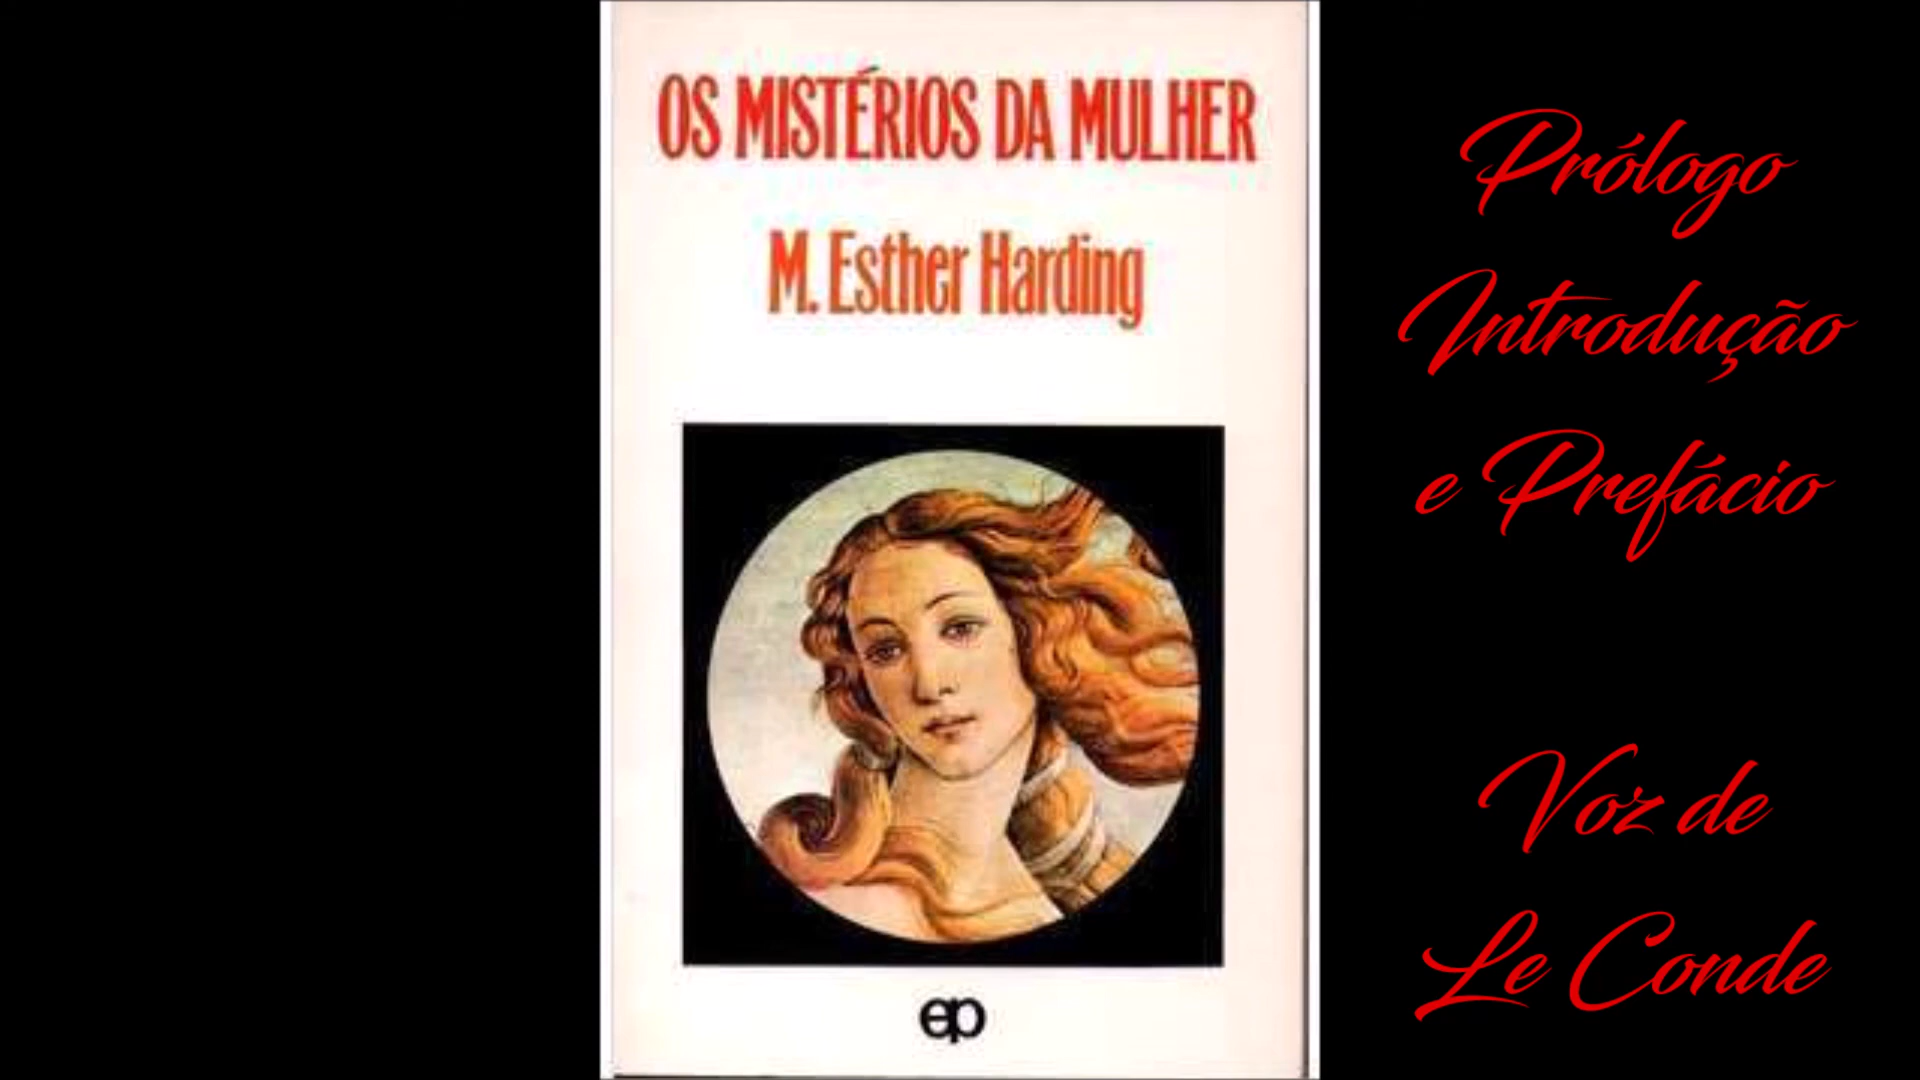 OS MISTÉRIOS DA MULHER
M. Esther Harding
ep
Prólogo
Introdução
e Prefácio
Voz de
Le Conde